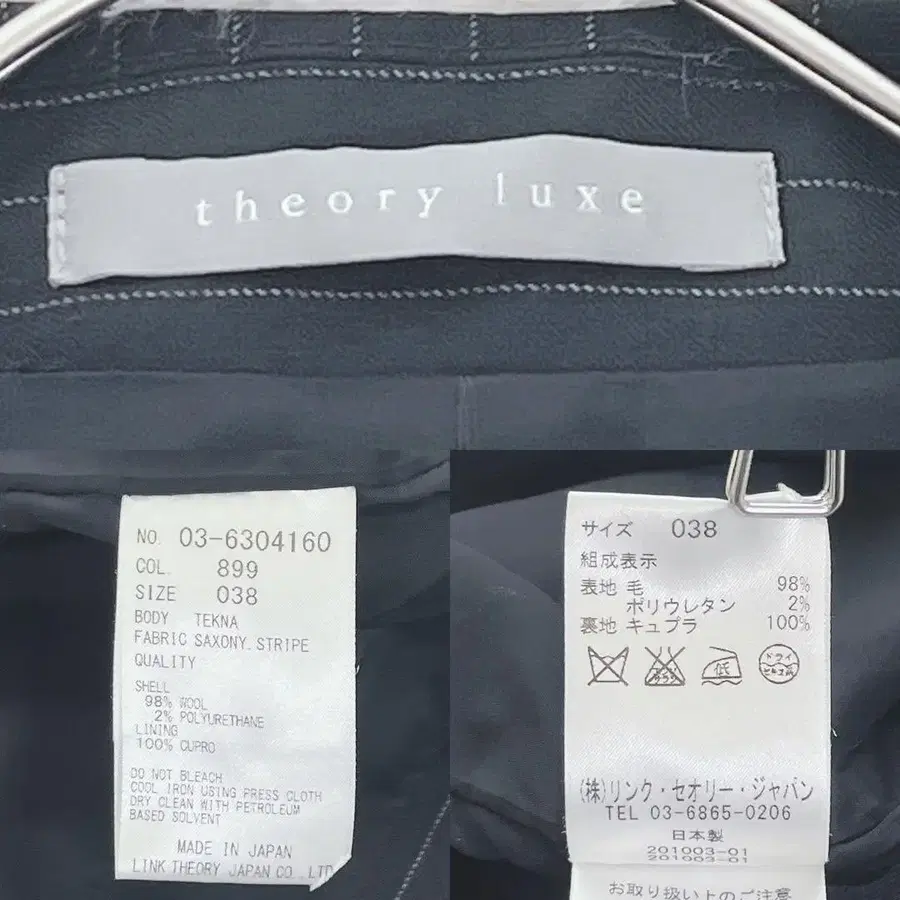 theory luxe
NO. 03-6304160
COL. 899
SIZE 038
BODY TEKNA
FABRIC SAXONY. STRIPE
QUALITY
SHELL
98% WOOL
2% POLYURETHANE
LINING
100% CUPRO
DO NOT BLEACH
COOL IRON USING PRESS CLOTH
DRY CLEAN WITH PETROLEUM
BASED SOLVENT
MADE IN JAPAN
LINK THEORY JAPAN CO., LTD
サイズ 038
組成表示
表地 毛 98%
ポリウレタン 2%
裏地 キュプラ 100%
低 ドライ
(株)リンク・セオリー・ジャパン
TEL 03-6865-0206
日本製
201003-01
201003-01
お取り扱い上のご注意